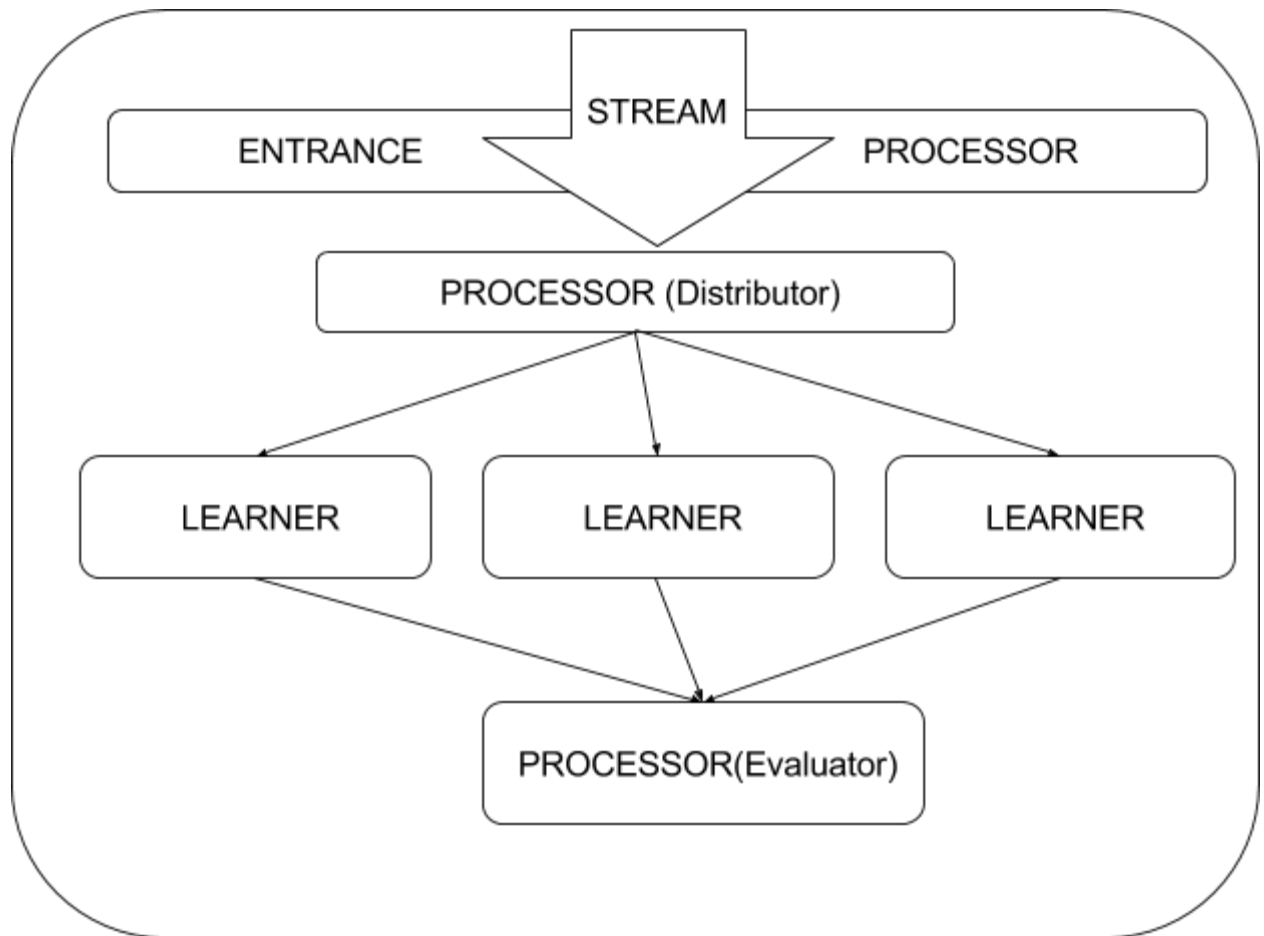 STREAM
ENTRANCE PROCESSOR
PROCESSOR (Distributor)
LEARNER LEARNER LEARNER
PROCESSOR(Evaluator)